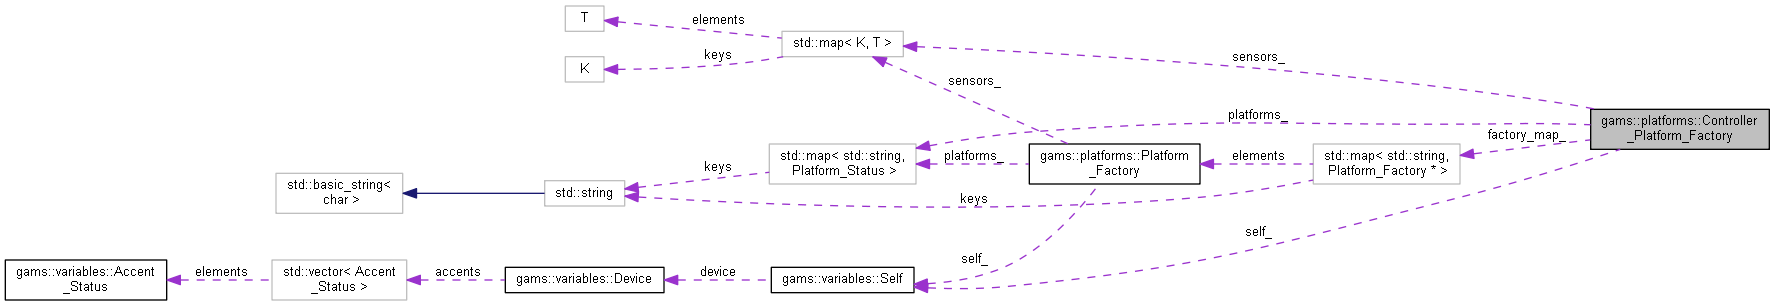 T
elements
std::map< K, T >
keys
K
sensors_
sensors_
gams::platforms::Controller
_Platform_Factory
platforms_
factory_map_
std::map< std::string,
Platform_Status >
platforms_
gams::platforms::Platform
_Factory
elements
std::map< std::string,
Platform_Factory * >
keys
std::basic_string<
char >
std::string
keys
self_
self_
gams::variables::Accent
_Status
elements
std::vector< Accent
_Status >
accents
gams::variables::Device
device
gams::variables::Self